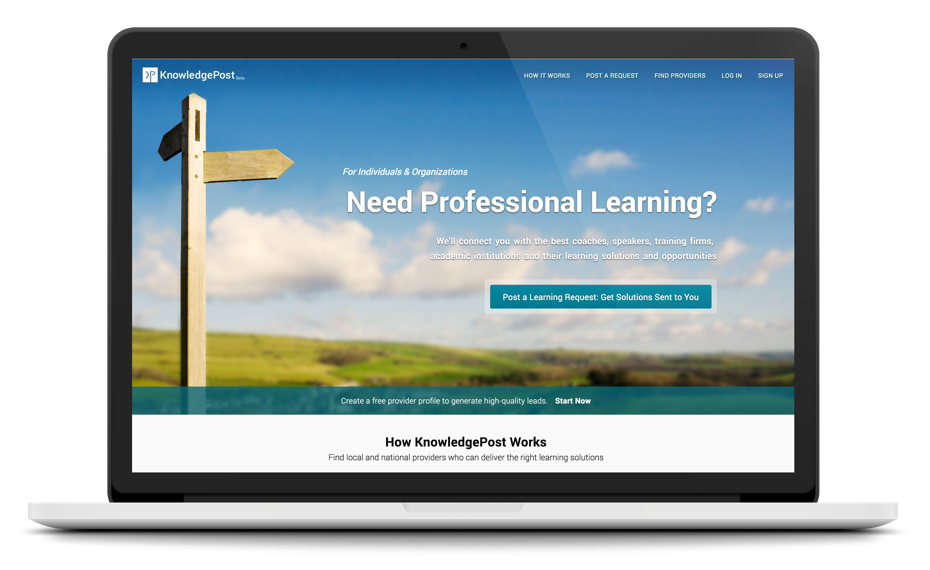 KP KnowledgePost Beta
HOW IT WORKS POST A REQUEST FIND PROVIDERS LOG IN SIGN UP
For Individuals & Organizations
Need Professional Learning?
We'll connect you with the best coaches, speakers, training firms,
academic institutions and their learning solutions and opportunities
Post a Learning Request: Get Solutions Sent to You
Create a free provider profile to generate high-quality leads. Start Now
How KnowledgePost Works
Find local and national providers who can deliver the right learning solutions